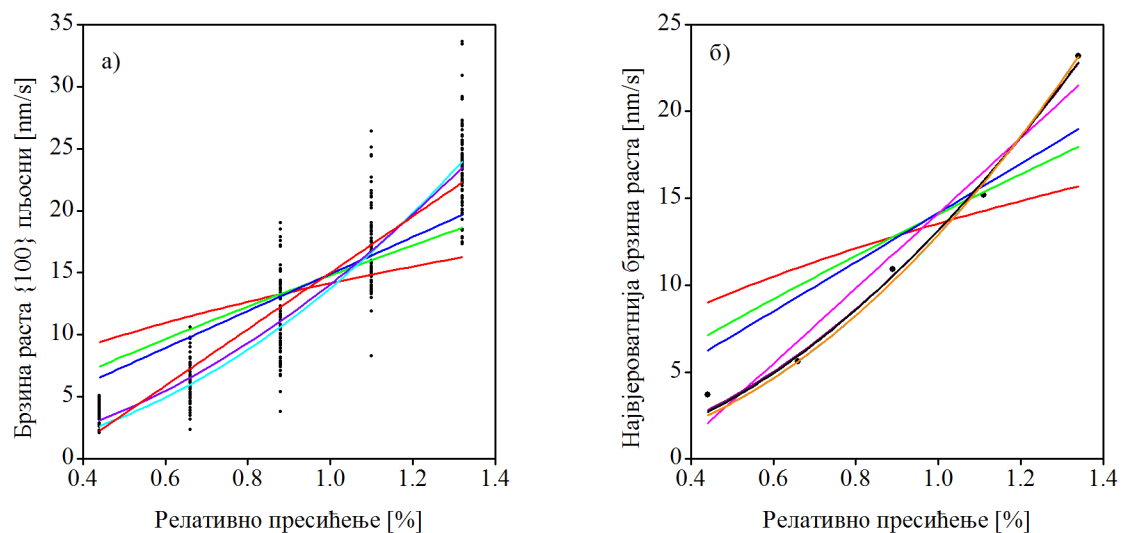 а)
Брзина раста {100} пљосни [nm/s]
35
30
25
20
15
10
5
0
0.4 0.6 0.8 1.0 1.2 1.4
Релативно пресићење [%]
б)
Највјероватнија брзина раста [nm/s]
25
20
15
10
5
0
0.4 0.6 0.8 1.0 1.2 1.4
Релативно пресићење [%]